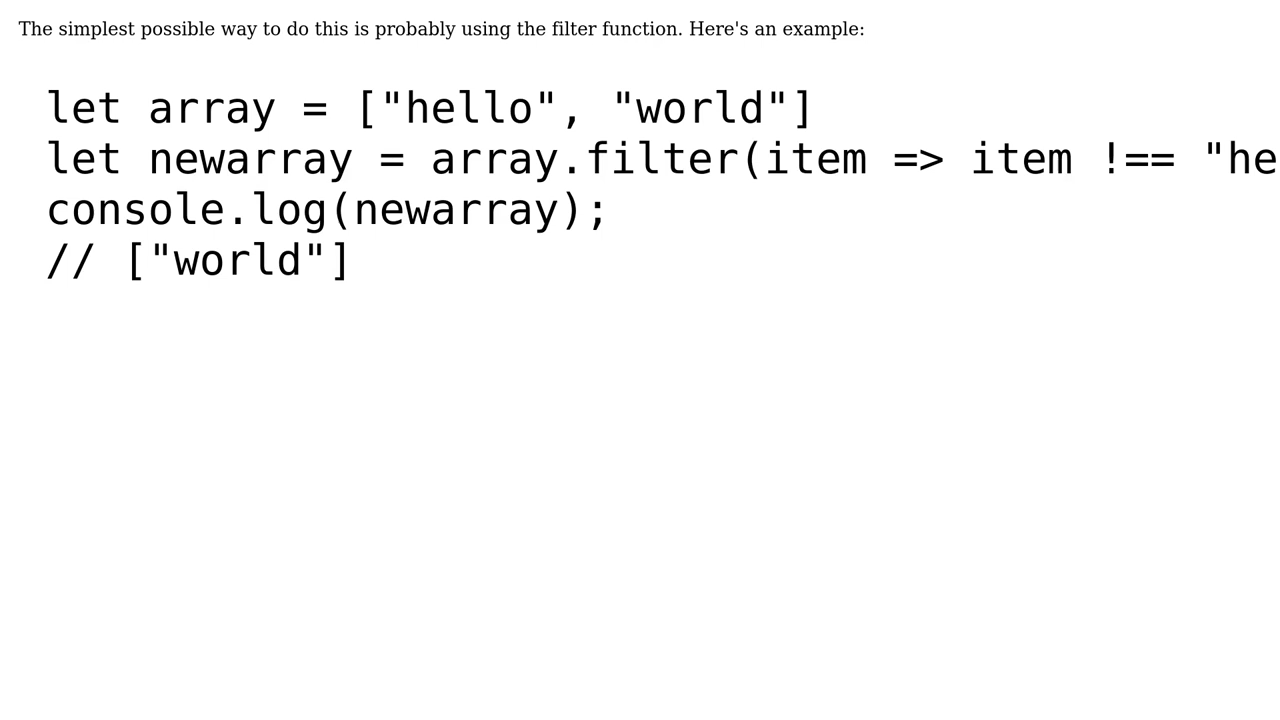 The simplest possible way to do this is probably using the filter function. Here's an example:
let array = ["hello", "world"]
let newarray = array.filter(item => item !== "he
console.log(newarray);
// ["world"]